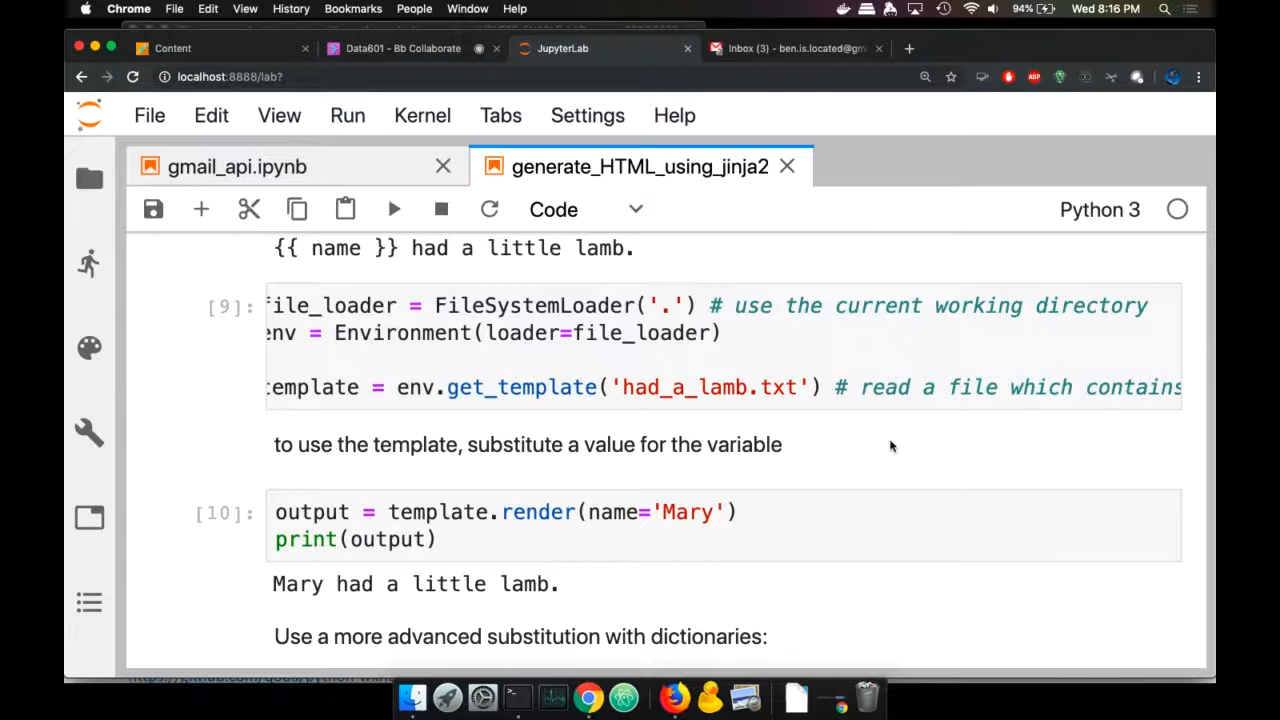 Chrome File Edit View History Bookmarks People Window Help 94% Wed 8:16 PM
Content Data601 - Bb Collaborate JupyterLab Inbox (3) - ben.is.located@gm
localhost:8888/lab?
ABP
File Edit View Run Kernel Tabs Settings Help
gmail_api.ipynb generate_HTML_using_jinja2
Code Python 3
{{ name }} had a little lamb.
[9]: file_loader = FileSystemLoader('.') # use the current working directory
env = Environment(loader=file_loader)
template = env.get_template('had_a_lamb.txt') # read a file which contains
to use the template, substitute a value for the variable
[10]: output = template.render(name='Mary')
print(output)
Mary had a little lamb.
Use a more advanced substitution with dictionaries: